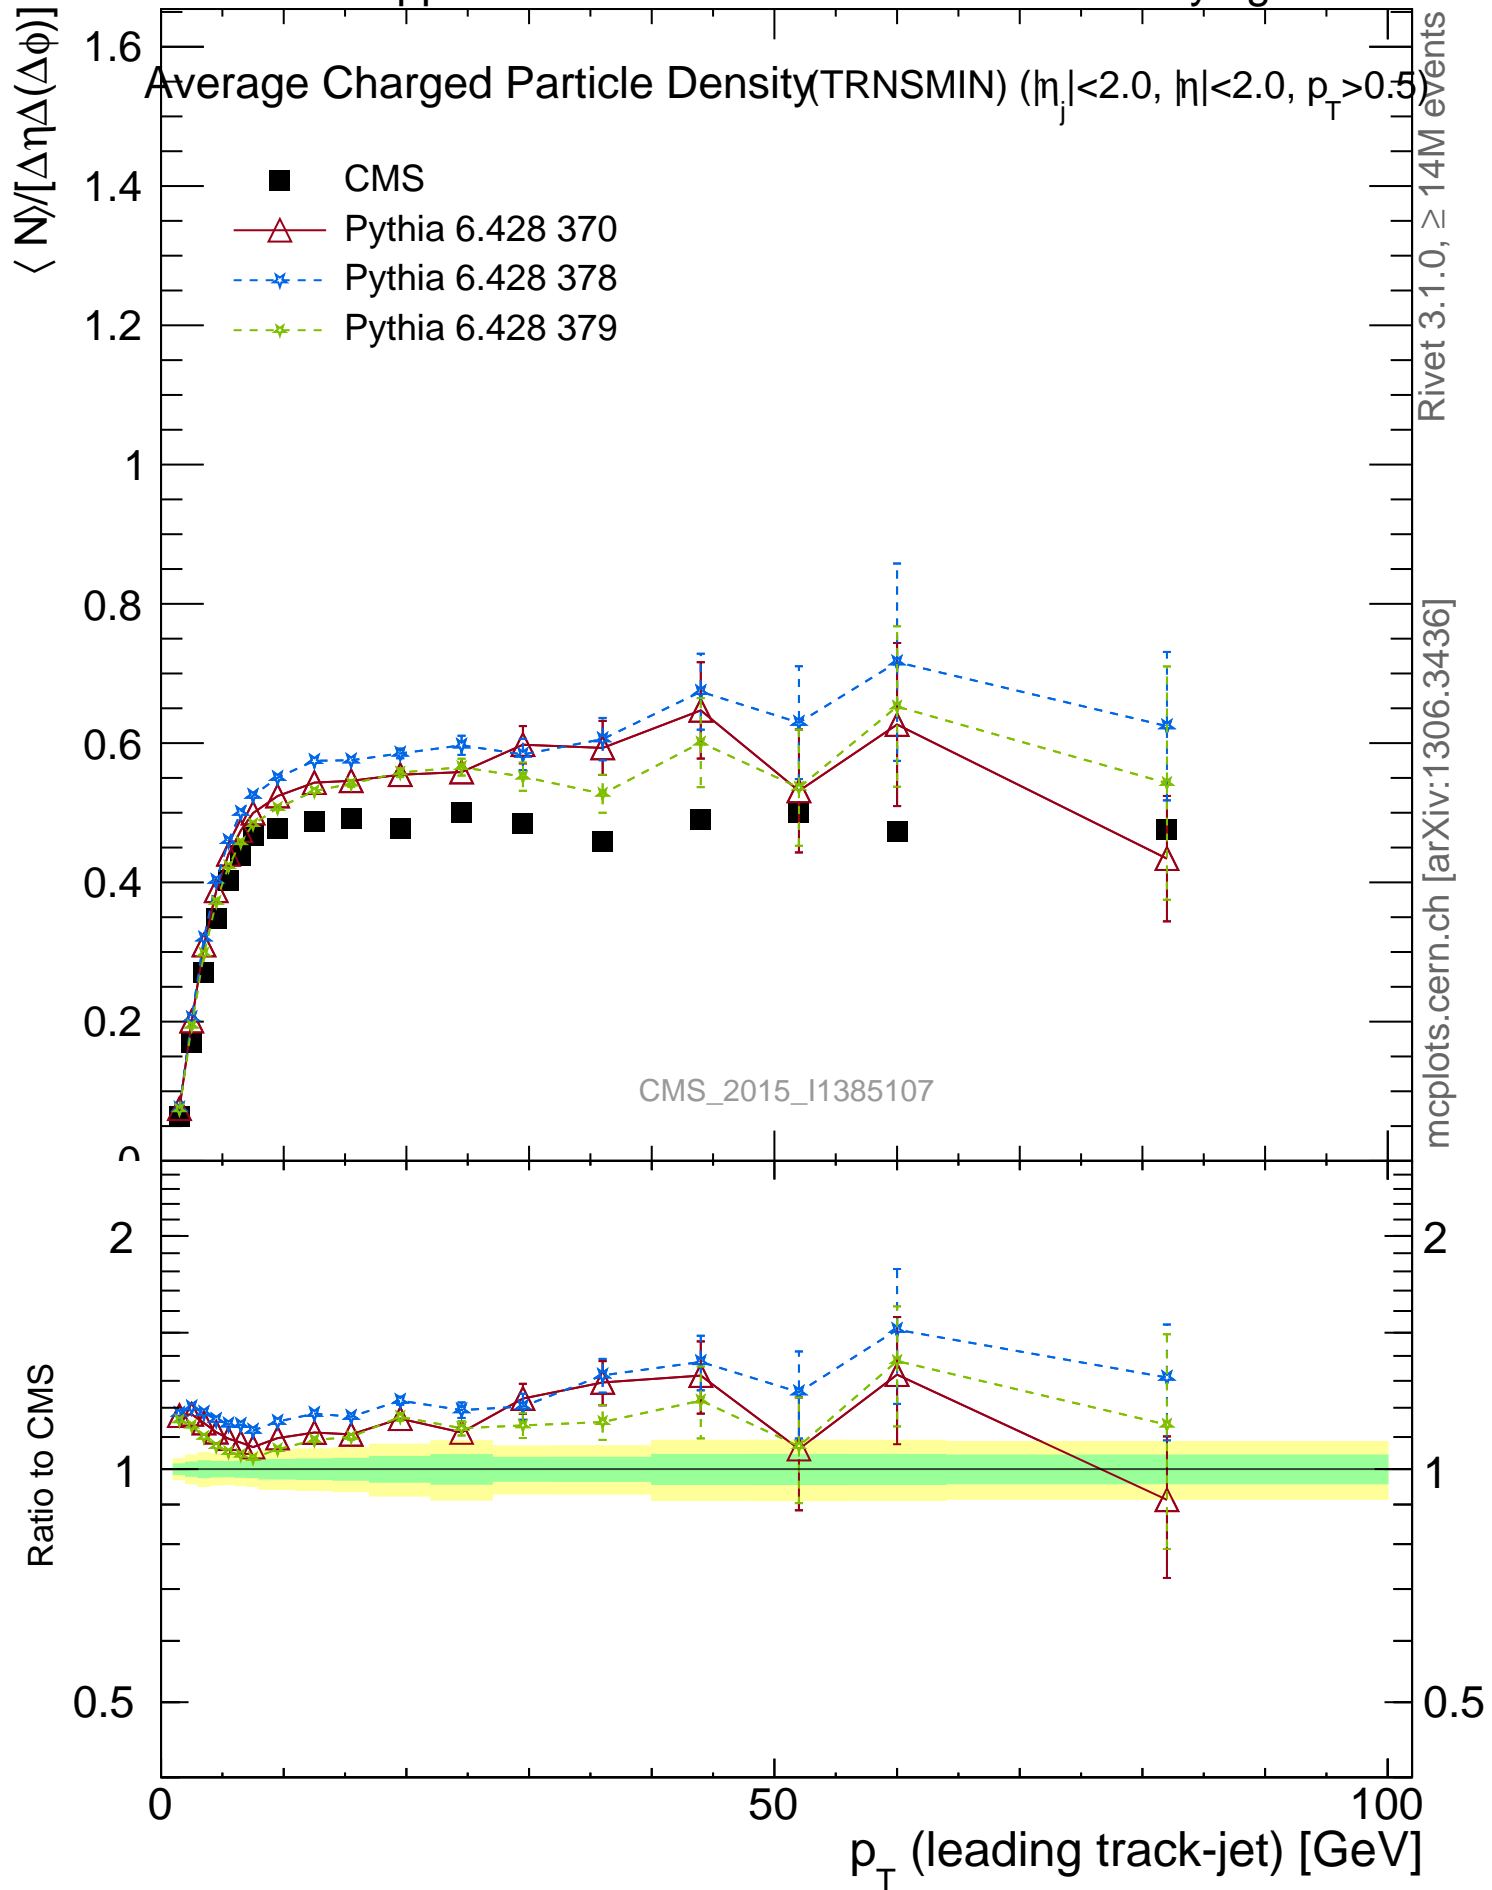 Average Charged Particle Density(TRNSMIN) (|η_j|<2.0, |η|<2.0, p_T>0.5)
⟨ N⟩/[ΔηΔ(Δϕ)]
1.6
1.4
1.2
1
0.8
0.6
0.4
0.2
0
CMS
Pythia 6.428 370
Pythia 6.428 378
Pythia 6.428 379
CMS_2015_I1385107
Rivet 3.1.0, ≥ 14M events
mcplots.cern.ch [arXiv:1306.3436]
Ratio to CMS
2
1
0.5
2
1
0.5
0
50
100
p_T (leading track-jet) [GeV]